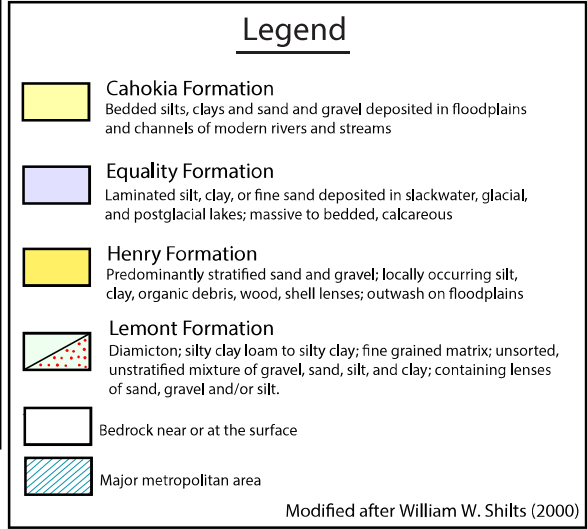 Legend
Cahokia Formation
Bedded silts, clays and sand and gravel deposited in floodplains
and channels of modern rivers and streams
Equality Formation
Laminated silt, clay, or fine sand deposited in slackwater, glacial,
and postglacial lakes; massive to bedded, calcareous
Henry Formation
Predominantly stratified sand and gravel; locally occurring silt,
clay, organic debris, wood, shell lenses; outwash on floodplains
Lemont Formation
Diamicton; silty clay loam to silty clay; fine grained matrix; unsorted,
unstratified mixture of gravel, sand, silt, and clay; containing lenses
of sand, gravel and/or silt.
Bedrock near or at the surface
Major metropolitan area
Modified after William W. Shilts (2000)